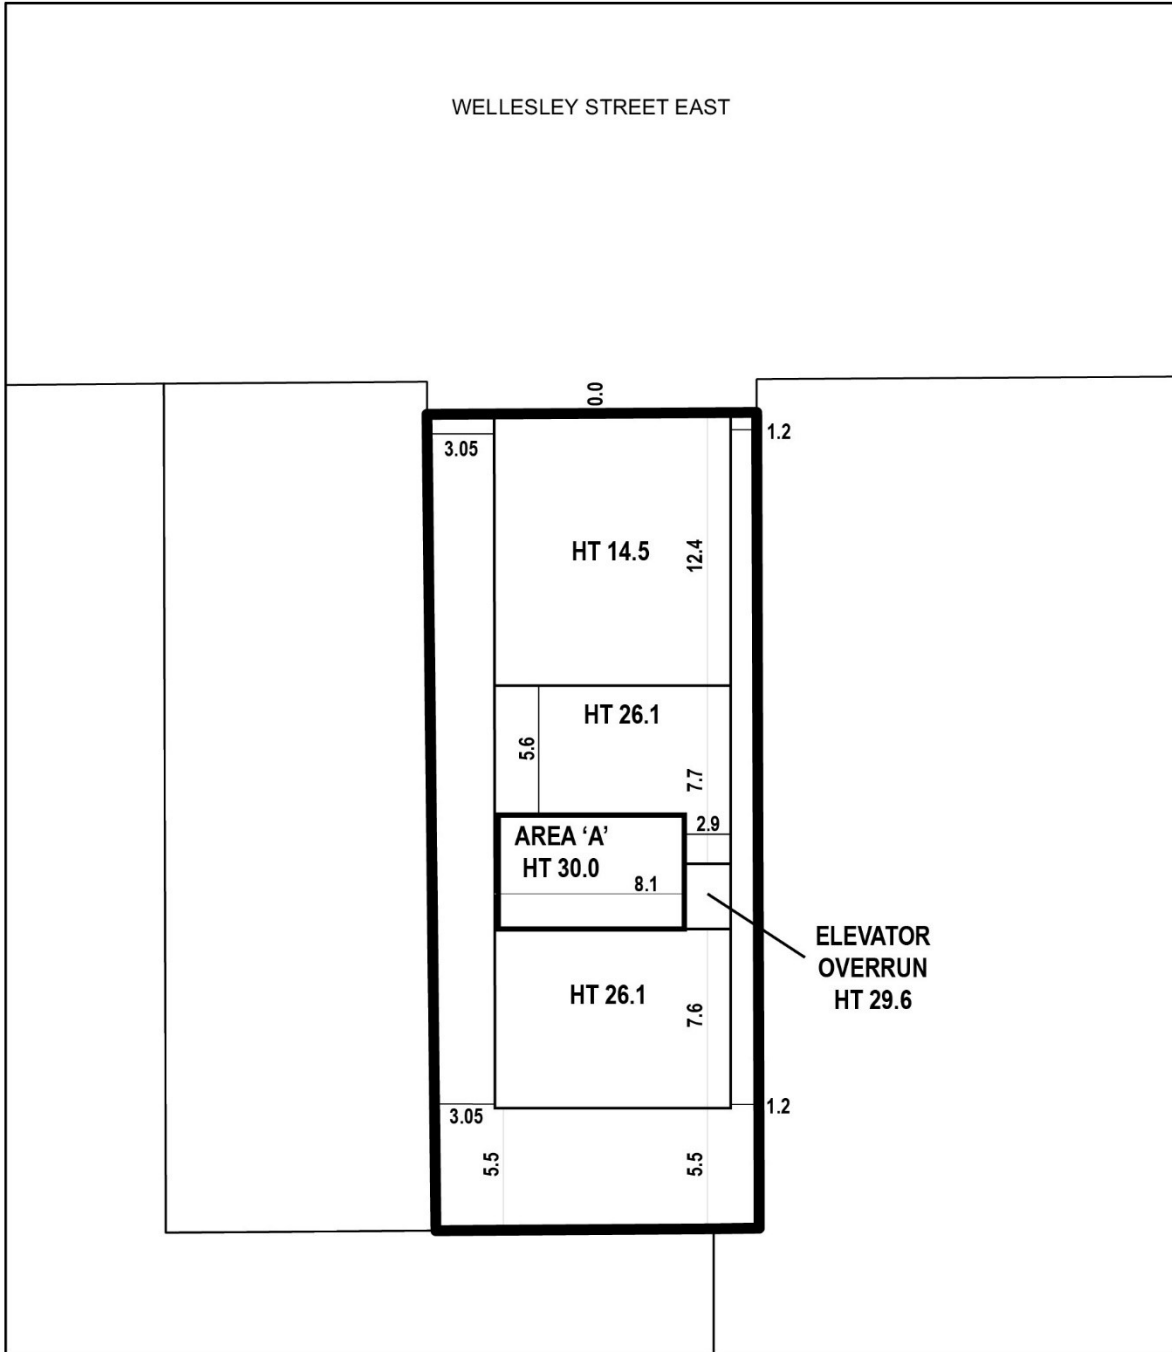 WELLESLEY STREET EAST
0.0
3.05
1.2
HT 14.5
12.4
HT 26.1
5.6
7.7
2.9
AREA ‘A’
HT 30.0
8.1
ELEVATOR
OVERRUN
HT 29.6
HT 26.1
7.6
3.05
1.2
5.5
5.5